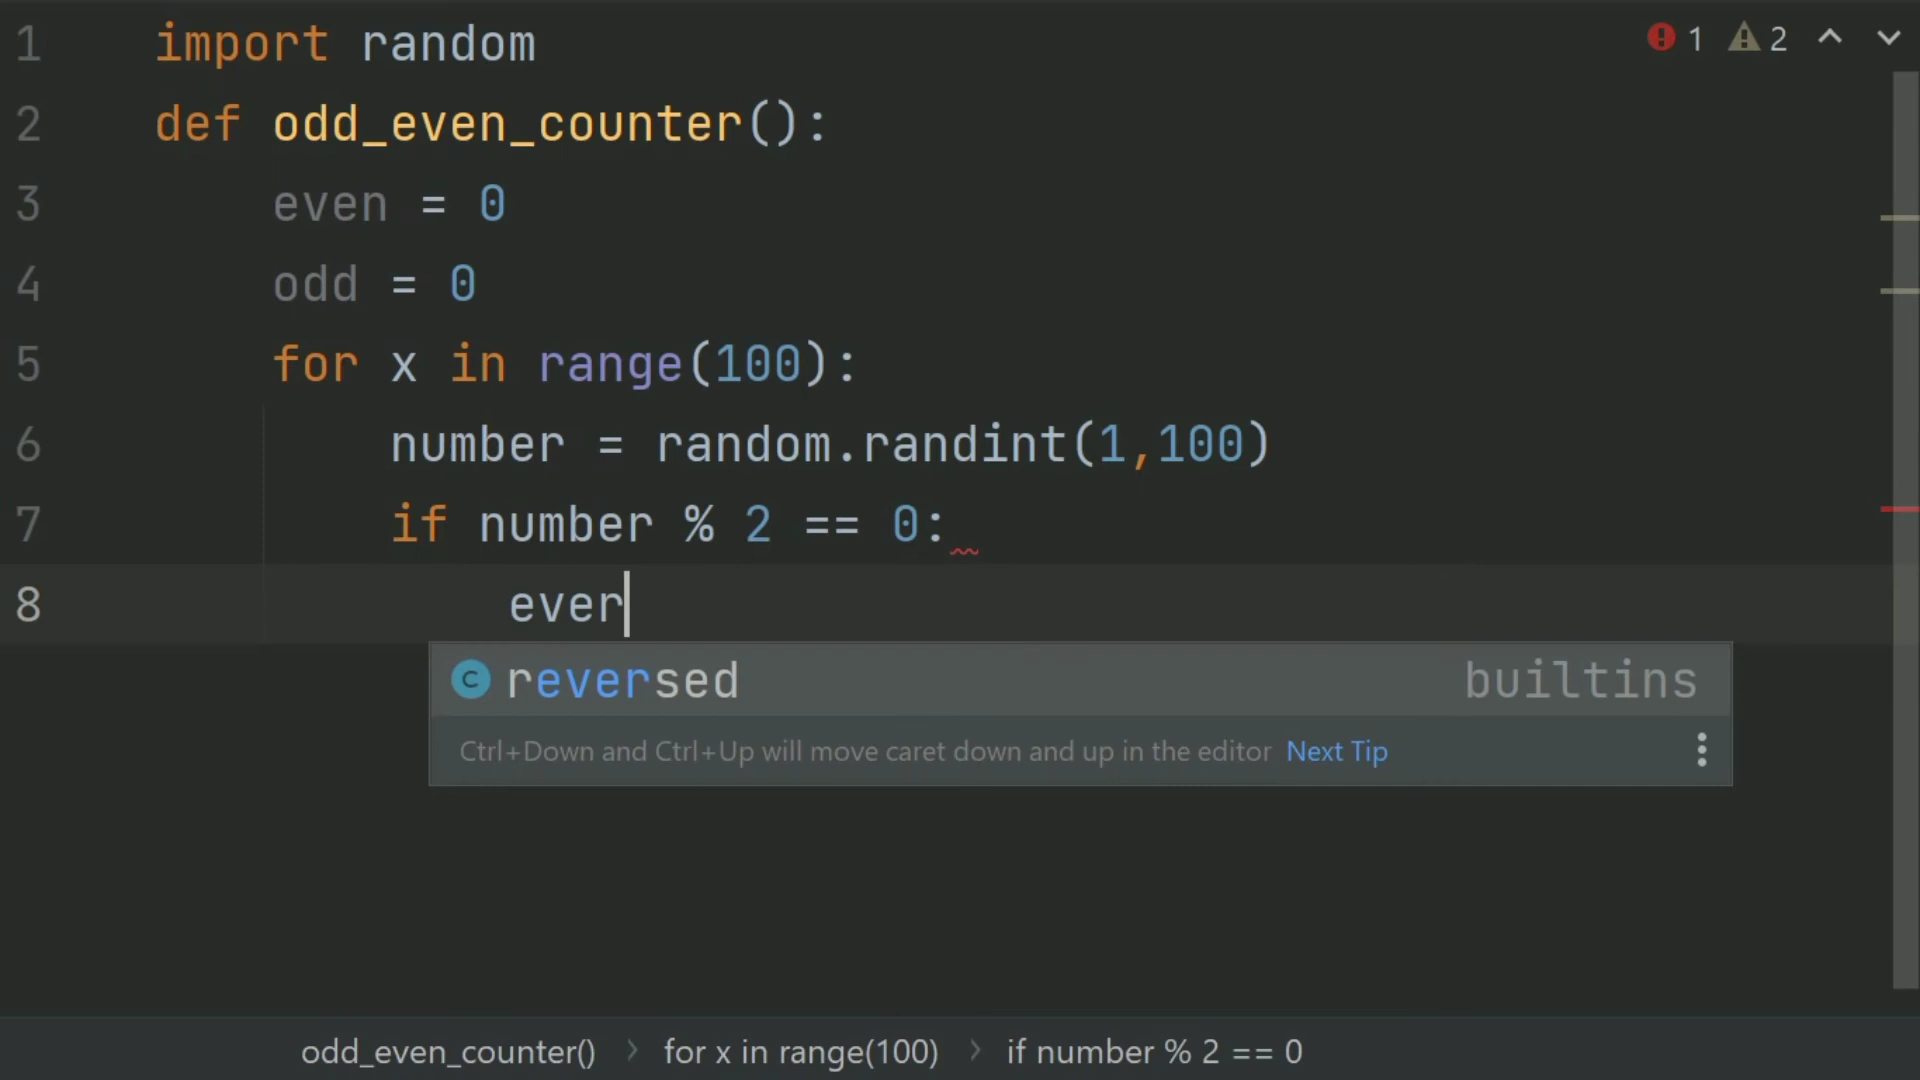 1 import random
2 def odd_even_counter():
3 even = 0
4 odd = 0
5 for x in range(100):
6 number = random.randint(1,100)
7 if number % 2 == 0:
8 ever
1 2
C reversed builtins
Ctrl+Down and Ctrl+Up will move caret down and up in the editor Next Tip
odd_even_counter() › for x in range(100) › if number % 2 == 0